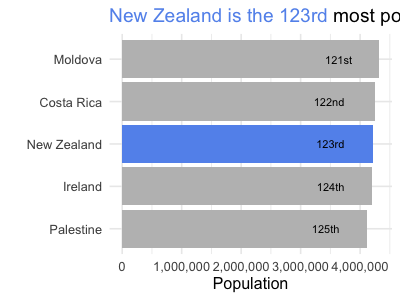 New Zealand is the 123rd most po
Moldova 121st
Costa Rica 122nd
New Zealand 123rd
Ireland 124th
Palestine 125th
0 1,000,000 2,000,000 3,000,000 4,000,000
Population